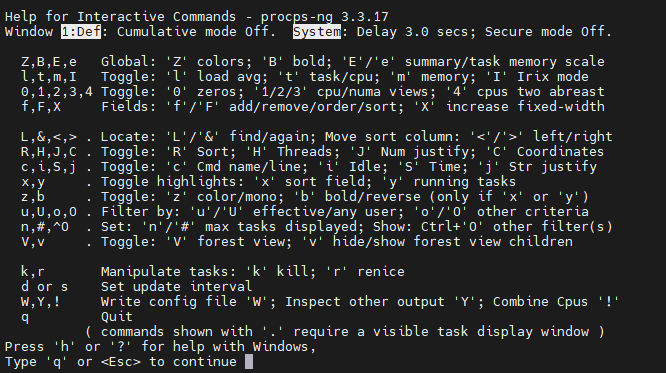 Help for Interactive Commands - procps-ng 3.3.17
Window 1:Def: Cumulative mode Off.  System: Delay 3.0 secs; Secure mode Off.

  Z,B,E,e   Global: 'Z' colors; 'B' bold; 'E'/'e' summary/task memory scale
  l,t,m,I   Toggle: 'l' load avg; 't' task/cpu; 'm' memory; 'I' Irix mode
  0,1,2,3,4 Toggle: '0' zeros; '1/2/3' cpu/numa views; '4' cpus two abreast
  f,F,X     Fields: 'f'/'F' add/remove/order/sort; 'X' increase fixed-width

  L,&,<,> . Locate: 'L'/'&' find/again; Move sort column: '<'/'>' left/right
  R,H,J,C . Toggle: 'R' Sort; 'H' Threads; 'J' Num justify; 'C' Coordinates
  c,i,S,j . Toggle: 'c' Cmd name/line; 'i' Idle; 'S' Time; 'j' Str justify
  x,y     . Toggle highlights: 'x' sort field; 'y' running tasks
  z,b     . Toggle: 'z' color/mono; 'b' bold/reverse (only if 'x' or 'y')
  u,U,o,O . Filter by: 'u'/'U' effective/any user; 'o'/'O' other criteria
  n,#,^O  . Set: 'n'/'#' max tasks displayed; Show: Ctrl+'O' other filter(s)
  V,v     . Toggle: 'V' forest view; 'v' hide/show forest view children

  k,r       Manipulate tasks: 'k' kill; 'r' renice
  d or s    Set update interval
  W,Y,!     Write config file 'W'; Inspect other output 'Y'; Combine Cpus '!'
  q         Quit
          ( commands shown with '.' require a visible task display window )
Press 'h' or '?' for help with Windows,
Type 'q' or <Esc> to continue